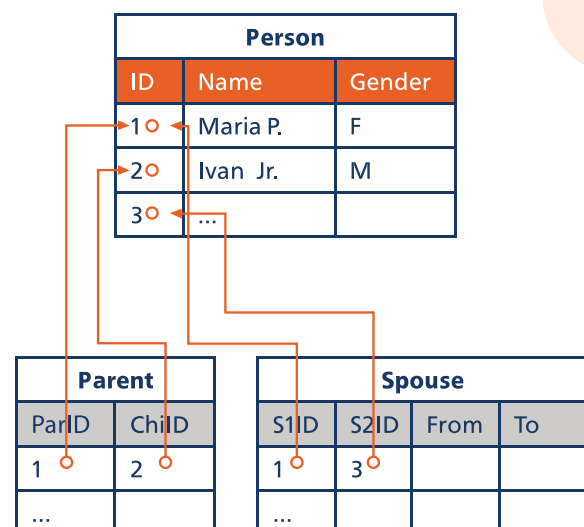 Person
ID Name Gender
1 Maria P. F
2 Ivan Jr. M
3 ...
Parent
ParID ChiID
1 2
...
Spouse
S1ID S2ID From To
1 3
...